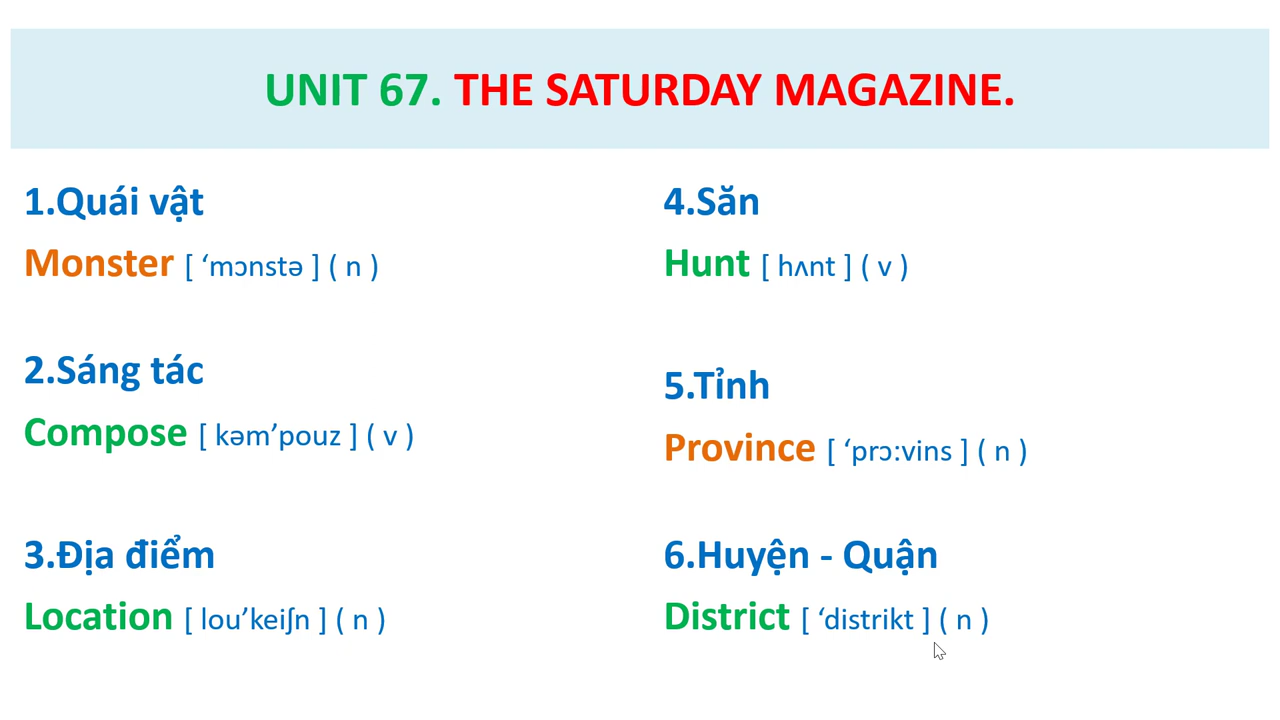 UNIT 67. THE SATURDAY MAGAZINE.
1.Quái vật
Monster [ ‘mɔnstə ] ( n )
2.Sáng tác
Compose [ kəm’pouz ] ( v )
3.Địa điểm
Location [ lou’keiʃn ] ( n )
4.Săn
Hunt [ hʌnt ] ( v )
5.Tỉnh
Province [ ‘prɔ:vins ] ( n )
6.Huyện - Quận
District [ ‘distrikt ] ( n )